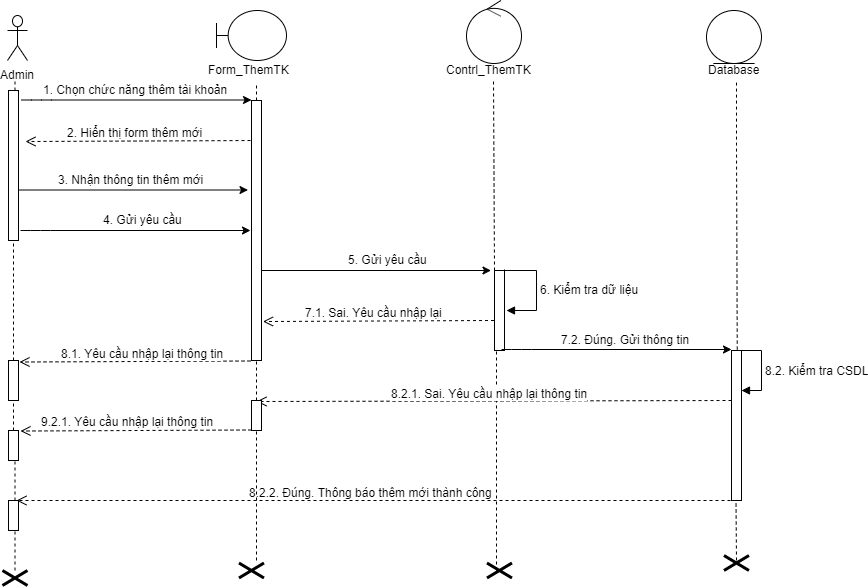 Admin
Form_ThemTK
Contrl_ThemTK
Database
1. Chọn chức năng thêm tài khoản
2. Hiển thị form thêm mới
3. Nhận thông tin thêm mới
4. Gửi yêu cầu
5. Gửi yêu cầu
6. Kiểm tra dữ liệu
7.1. Sai. Yêu cầu nhập lại
7.2. Đúng. Gửi thông tin
8.1. Yêu cầu nhập lại thông tin
8.2. Kiểm tra CSDL
8.2.1. Sai. Yêu cầu nhập lại thông tin
9.2.1. Yêu cầu nhập lại thông tin
8.2.2. Đúng. Thông báo thêm mới thành công